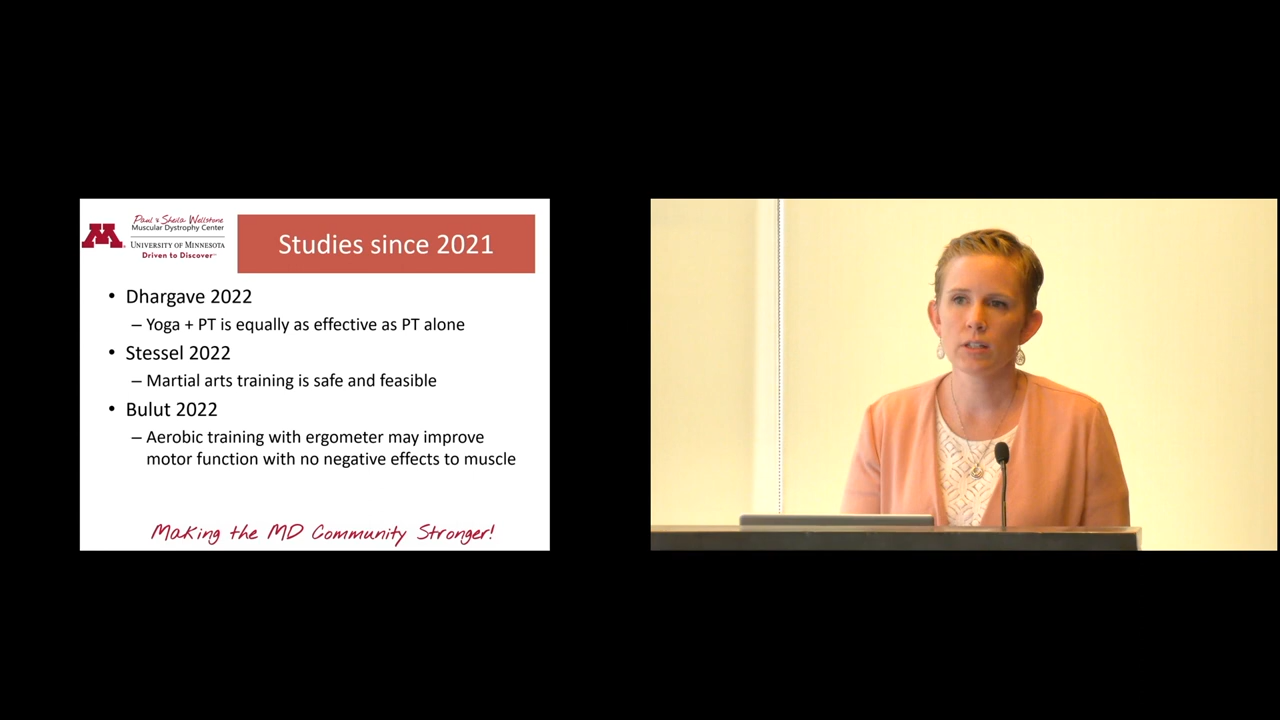 Paul & Sheila Wellstone
Muscular Dystrophy Center
UNIVERSITY OF MINNESOTA
Driven to Discover℠
Studies since 2021
• Dhargave 2022
– Yoga + PT is equally as effective as PT alone
• Stessel 2022
– Martial arts training is safe and feasible
• Bulut 2022
– Aerobic training with ergometer may improve
motor function with no negative effects to muscle
Making the MD Community Stronger!